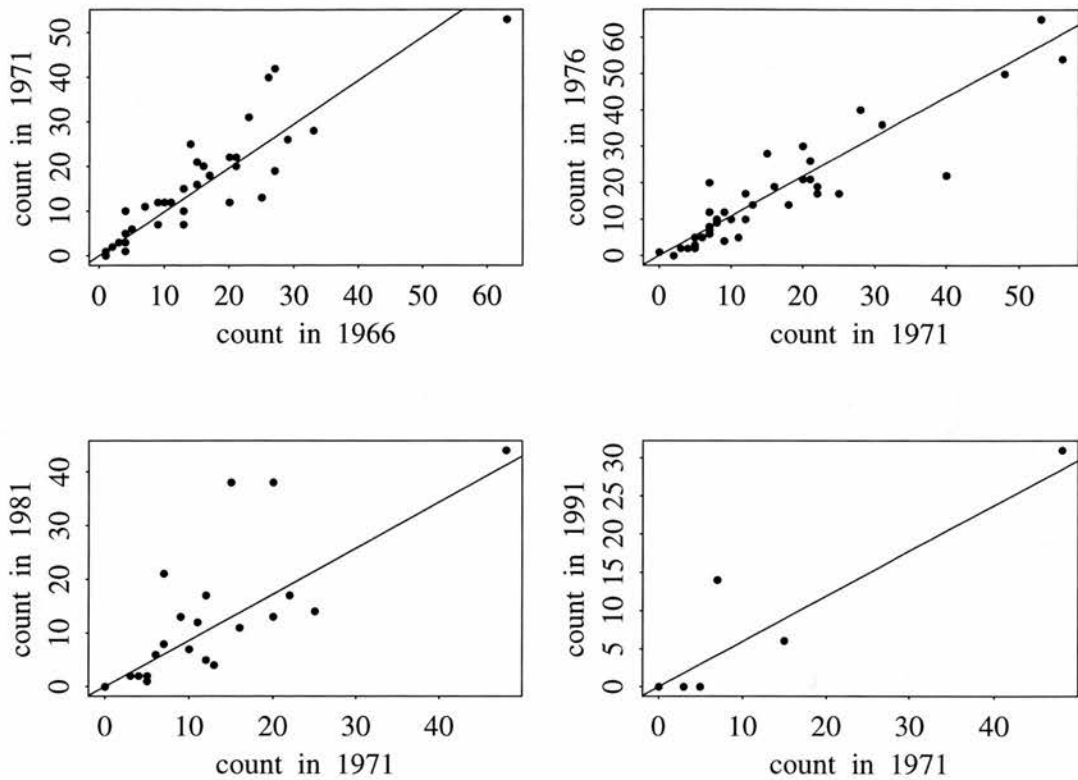 count in 1971
0 10 20 30 40 50
0 10 20 30 40 50 60
count in 1966
count in 1976
0 10 20 30 40 50 60
0 10 20 30 40 50
count in 1971
count in 1981
0 10 20 30 40
0 10 20 30 40
count in 1971
count in 1991
0 5 10 15 20 25 30
0 10 20 30 40
count in 1971